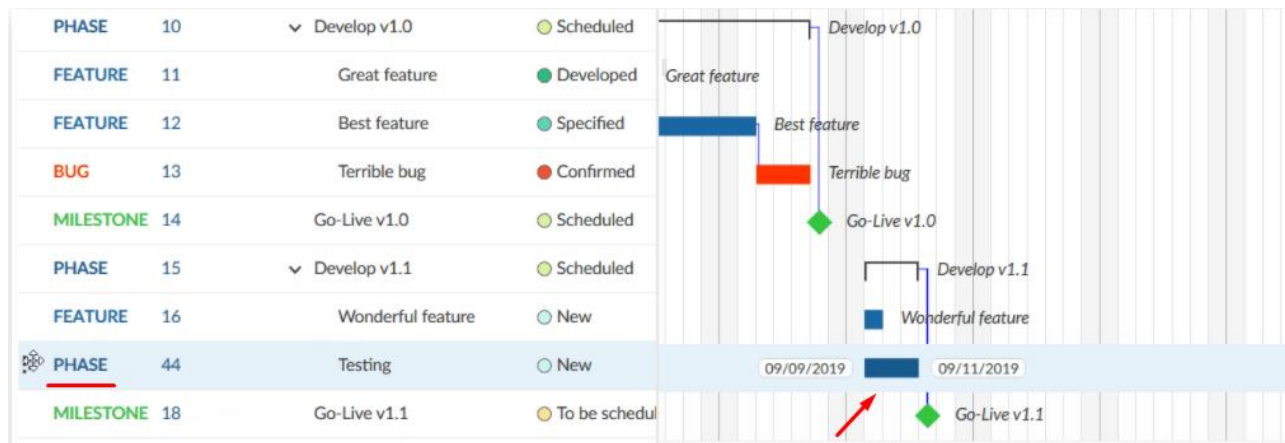 PHASE 10 Develop v1.0 Scheduled Develop v1.0
FEATURE 11 Great feature Developed Great feature
FEATURE 12 Best feature Specified Best feature
BUG 13 Terrible bug Confirmed Terrible bug
MILESTONE 14 Go-Live v1.0 Scheduled Go-Live v1.0
PHASE 15 Develop v1.1 Scheduled Develop v1.1
FEATURE 16 Wonderful feature New Wonderful feature
PHASE 44 Testing New 09/09/2019 09/11/2019
MILESTONE 18 Go-Live v1.1 To be schedul Go-Live v1.1